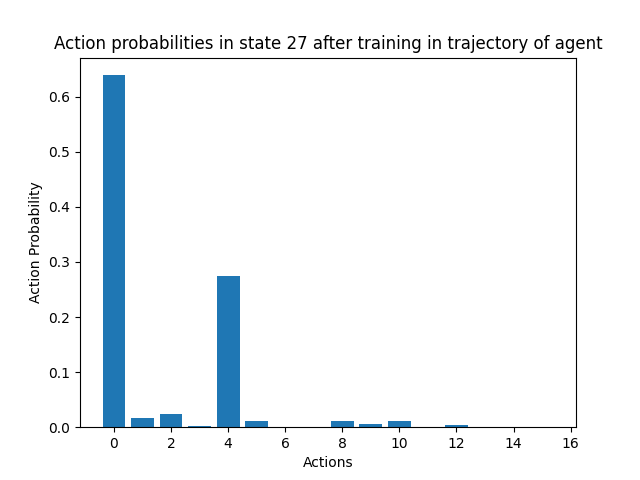 Action probabilities in state 27 after training in trajectory of agent
Action Probability
0.6
0.5
0.4
0.3
0.2
0.1
0.0
0 2 4 6 8 10 12 14 16
Actions